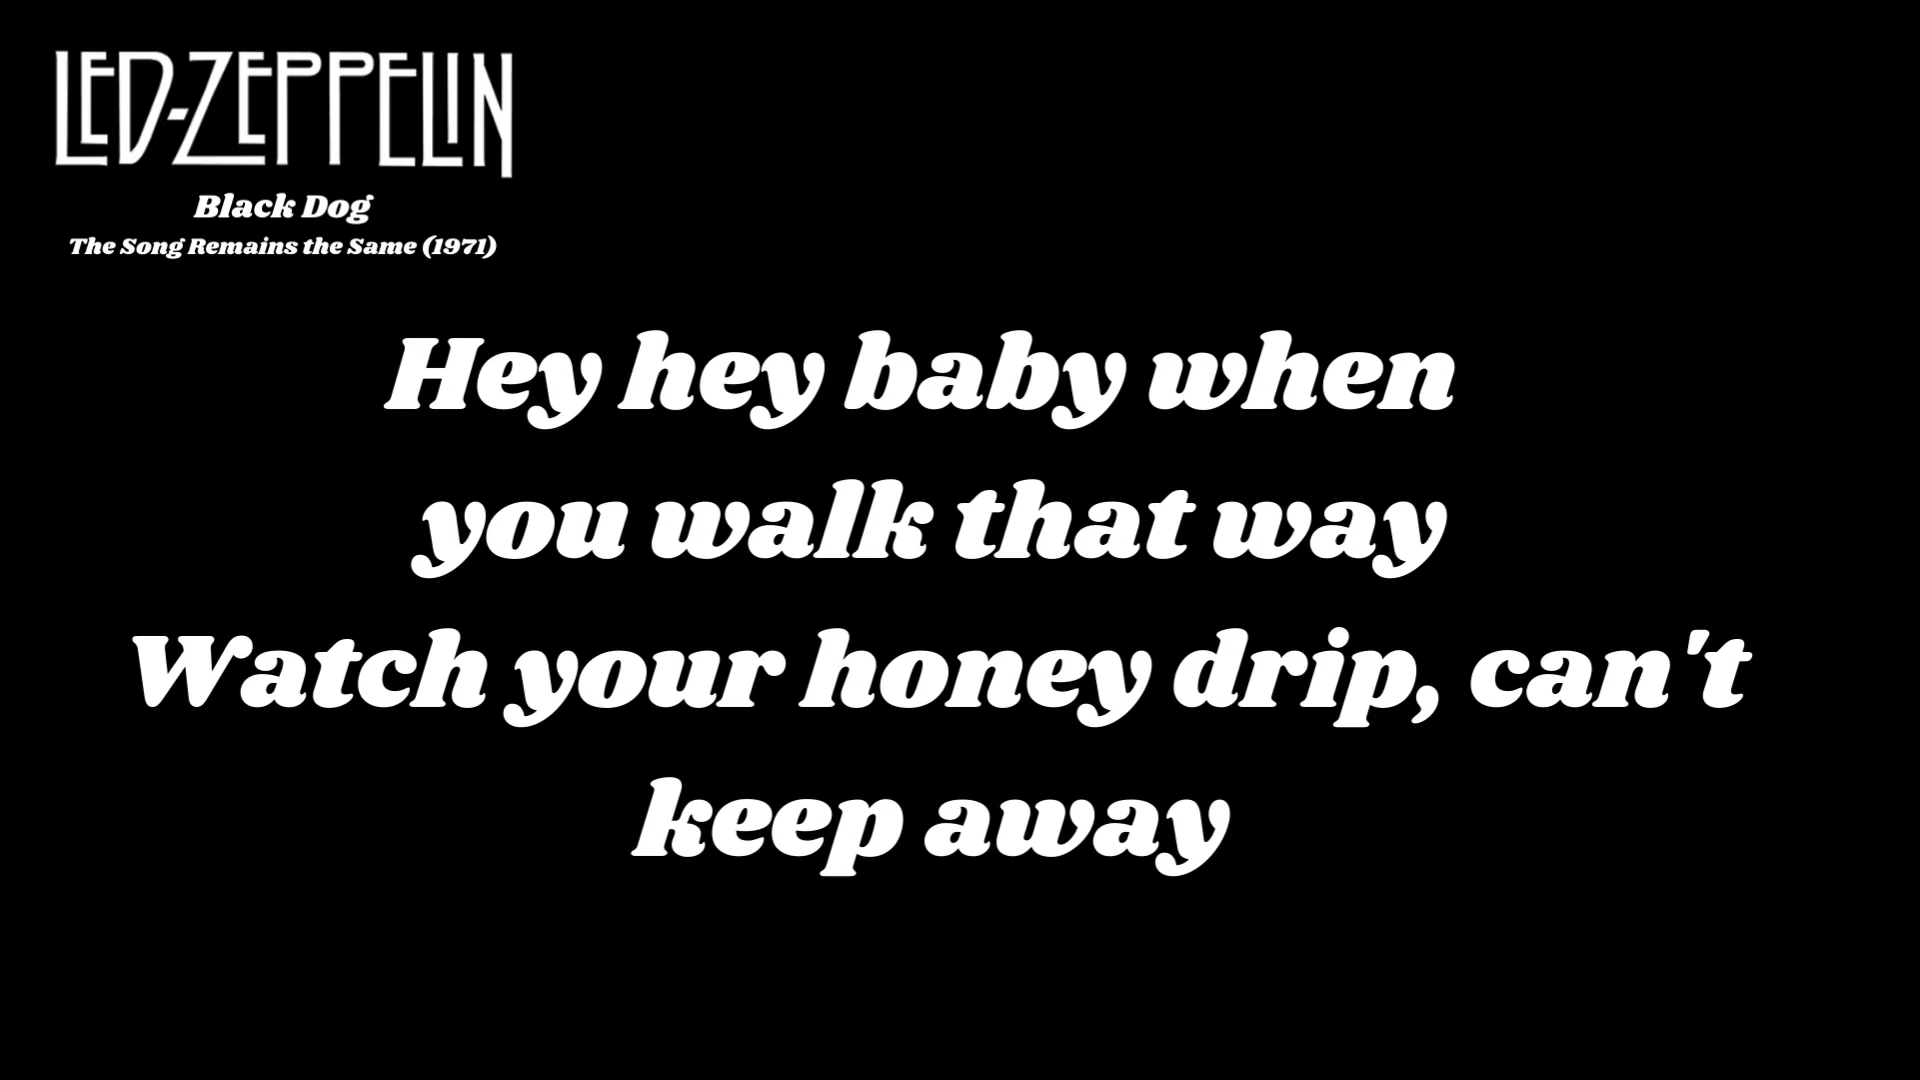 LED-ZEPPELIN
Black Dog
The Song Remains the Same (1971)
Hey hey baby when
you walk that way
Watch your honey drip, can't
keep away